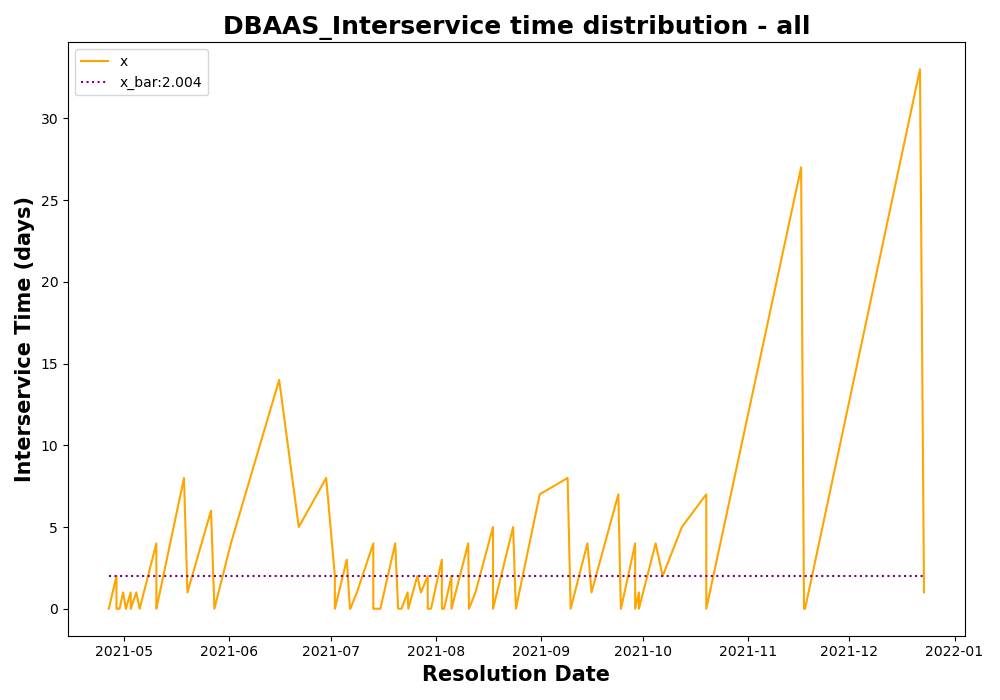 DBAAS_Interservice time distribution - all
x
x_bar:2.004
Interservice Time (days)
30
25
20
15
10
5
0
2021-05 2021-06 2021-07 2021-08 2021-09 2021-10 2021-11 2021-12 2022-01
Resolution Date